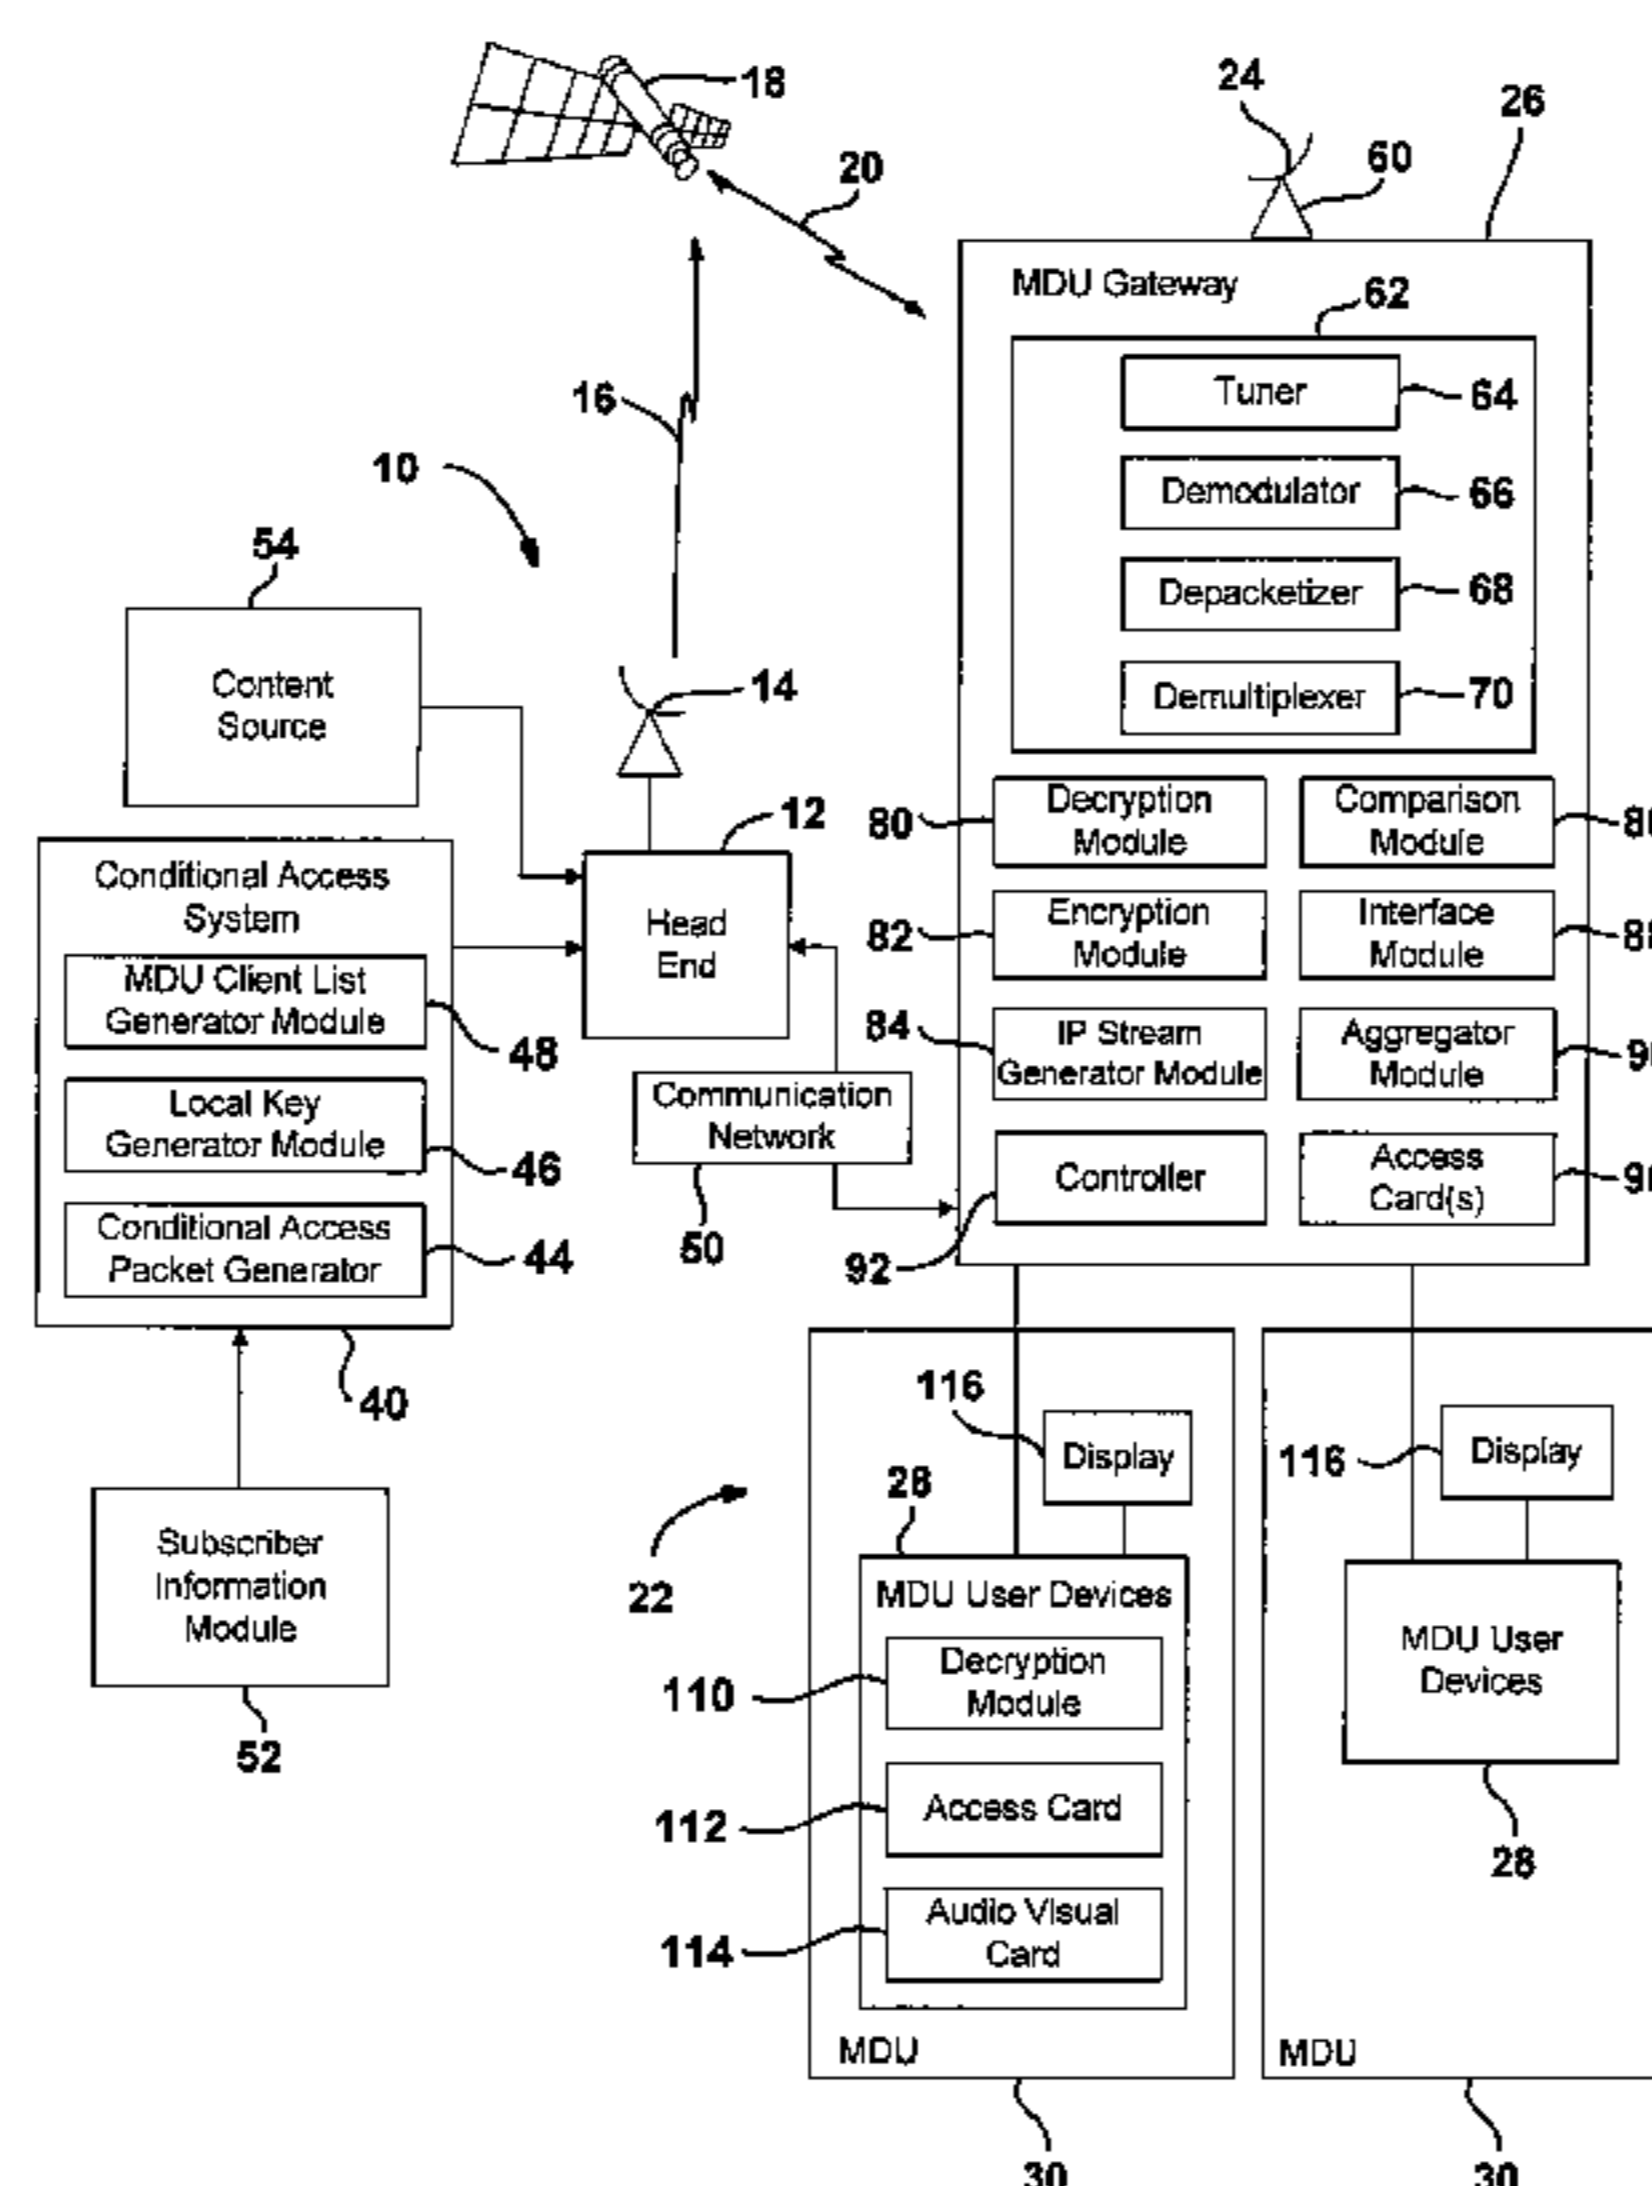 18
24
26
20
60
MDU Gateway
62
16
Tuner
64
10
Demodulator
66
54
Depacketizer
68
Content
Source
14
Demultiplexer
70
12
80
Decryption
Module
Comparison
Module
Conditional Access
System
Head
End
82
Encryption
Module
Interface
Module
MDU Client List
Generator Module
48
84
IP Stream
Generator Module
Aggregator
Module
Local Key
Generator Module
46
Communication
Network
50
Controller
92
Access
Card(s)
Conditional Access
Packet Generator
44
40
116
Display
116
Display
28
22
Subscriber
Information
Module
52
MDU User Devices
MDU User
Devices
28
110
Decryption
Module
112
Access Card
114
Audio Visual
Card
MDU
MDU
30
30